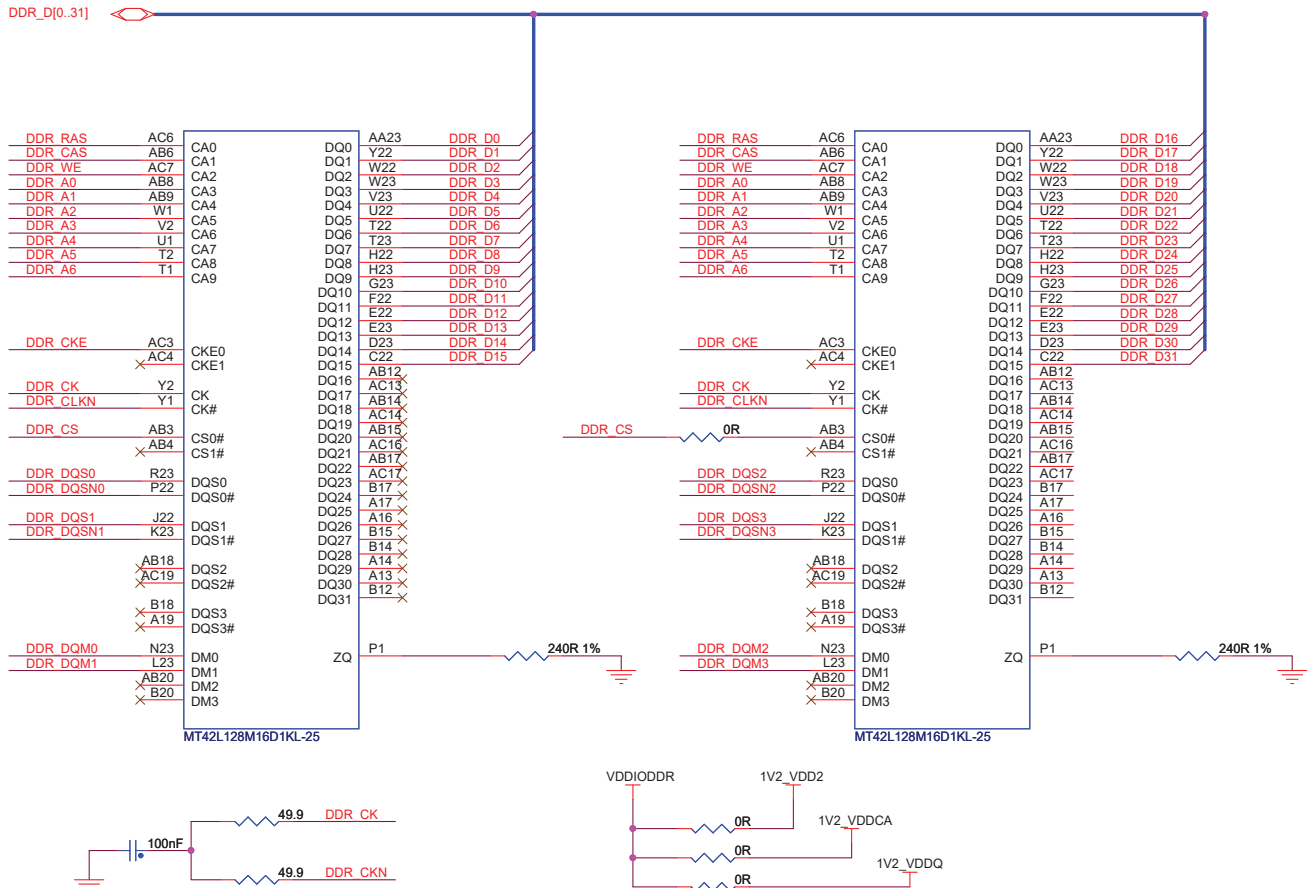 DDR_D[0..31]
DDR_RAS AC6 CA0 DQ0 AA23 DDR_D0
DDR_CAS AB6 CA1 DQ1 Y22 DDR_D1
DDR_WE AC7 CA2 DQ2 W22 DDR_D2
DDR_A0 AB8 CA3 DQ3 W23 DDR_D3
DDR_A1 AB9 CA4 DQ4 V23 DDR_D4
DDR_A2 W1 CA5 DQ5 U22 DDR_D5
DDR_A3 V2 CA6 DQ6 T22 DDR_D6
DDR_A4 U1 CA7 DQ7 T23 DDR_D7
DDR_A5 T2 CA8 DQ8 H22 DDR_D8
DDR_A6 T1 CA9 DQ9 H23 DDR_D9
DQ10 G23 DDR_D10
DQ11 F22 DDR_D11
DQ12 E22 DDR_D12
DQ13 E23 DDR_D13
DDR_CKE AC3 CKE0 DQ14 D23 DDR_D14
AC4 CKE1 DQ15 C22 DDR_D15
DQ16 AB12
DDR_CK Y2 CK DQ17 AC13
DDR_CLKN Y1 CK# DQ18 AB14
DQ19 AC14
DDR_CS AB3 CS0# DQ20 AB15
AB4 CS1# DQ21 AC16
DQ22 AB17
DDR_DQS0 R23 DQS0 DQ23 AC17
DDR_DQSN0 P22 DQS0# DQ24 B17
DQ25 A17
DDR_DQS1 J22 DQS1 DQ26 A16
DDR_DQSN1 K23 DQS1# DQ27 B15
DQ28 B14
AB18 DQS2 DQ29 A14
AC19 DQS2# DQ30 A13
DQ31 B12
B18 DQS3
A19 DQS3#
DDR_DQM0 N23 DM0 ZQ P1 240R 1%
DDR_DQM1 L23 DM1
AB20 DM2
B20 DM3
MT42L128M16D1KL-25
DDR_RAS AC6 CA0 DQ0 AA23 DDR_D16
DDR_CAS AB6 CA1 DQ1 Y22 DDR_D17
DDR_WE AC7 CA2 DQ2 W22 DDR_D18
DDR_A0 AB8 CA3 DQ3 W23 DDR_D19
DDR_A1 AB9 CA4 DQ4 V23 DDR_D20
DDR_A2 W1 CA5 DQ5 U22 DDR_D21
DDR_A3 V2 CA6 DQ6 T22 DDR_D22
DDR_A4 U1 CA7 DQ7 T23 DDR_D23
DDR_A5 T2 CA8 DQ8 H22 DDR_D24
DDR_A6 T1 CA9 DQ9 H23 DDR_D25
DQ10 G23 DDR_D26
DQ11 F22 DDR_D27
DQ12 E22 DDR_D28
DQ13 E23 DDR_D29
DDR_CKE AC3 CKE0 DQ14 D23 DDR_D30
AC4 CKE1 DQ15 C22 DDR_D31
DQ16 AB12
DDR_CK Y2 CK DQ17 AC13
DDR_CLKN Y1 CK# DQ18 AB14
DQ19 AC14
DDR_CS 0R AB3 CS0# DQ20 AB15
AB4 CS1# DQ21 AC16
DQ22 AB17
DDR_DQS2 R23 DQS0 DQ23 AC17
DDR_DQSN2 P22 DQS0# DQ24 B17
DQ25 A17
DDR_DQS3 J22 DQS1 DQ26 A16
DDR_DQSN3 K23 DQS1# DQ27 B15
DQ28 B14
AB18 DQS2 DQ29 A14
AC19 DQS2# DQ30 A13
DQ31 B12
B18 DQS3
A19 DQS3#
DDR_DQM2 N23 DM0 ZQ P1 240R 1%
DDR_DQM3 L23 DM1
AB20 DM2
B20 DM3
MT42L128M16D1KL-25
49.9 DDR_CK
100nF
49.9 DDR_CKN
VDDIODDR 1V2_VDD2
0R 1V2_VDDCA
0R 1V2_VDDQ
0R